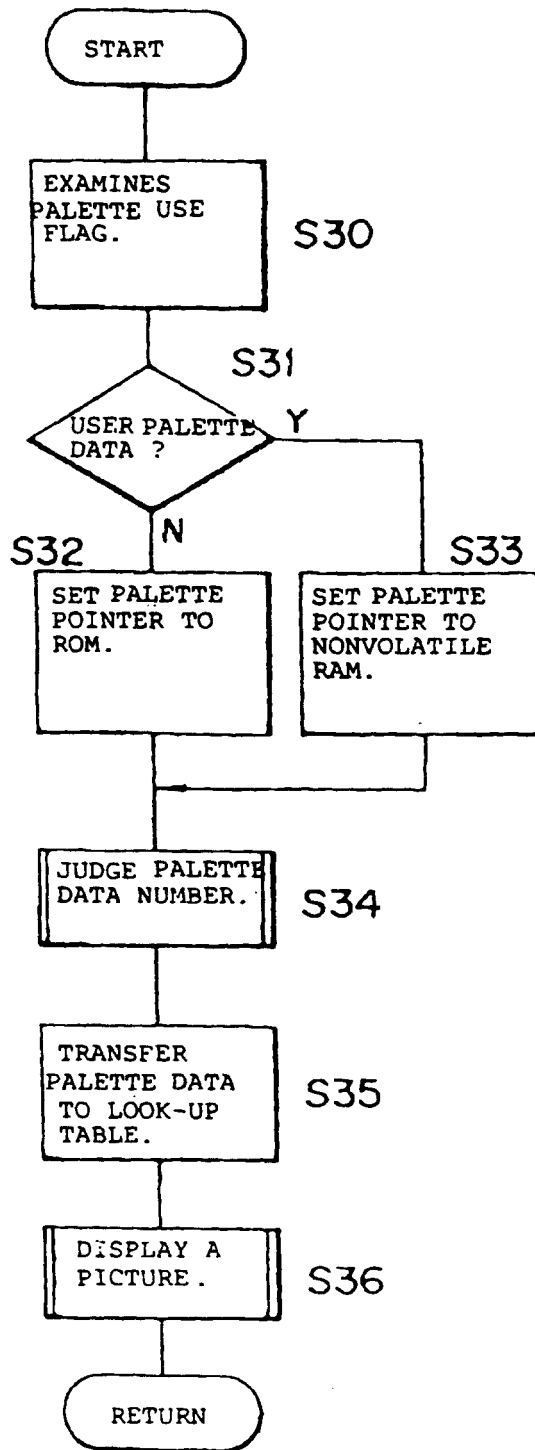 START
EXAMINES
PALETTE USE
FLAG.
S30
S31
USER PALETTE
DATA ?
Y
N
S32
SET PALETTE
POINTER TO
ROM.
S33
SET PALETTE
POINTER TO
NONVOLATILE
RAM.
JUDGE PALETTE
DATA NUMBER.
S34
TRANSFER
PALETTE DATA
TO LOOK-UP
TABLE.
S35
DISPLAY A
PICTURE.
S36
RETURN